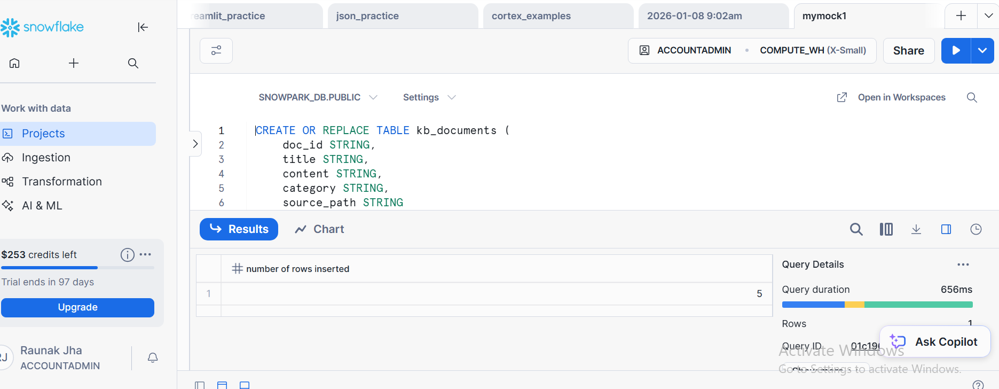 snowflake
Work with data
Projects
Ingestion
Transformation
AI & ML
$253 credits left
Trial ends in 97 days
Upgrade
RJ
Raunak Jha
ACCOUNTADMIN
reamlit_practice
json_practice
cortex_examples
2026-01-08 9:02am
mymock1
ACCOUNTADMIN • COMPUTE_WH (X-Small)
Share
SNOWPARK_DB.PUBLIC
Settings
Open in Workspaces
1 CREATE OR REPLACE TABLE kb_documents (
2 doc_id STRING,
3 title STRING,
4 content STRING,
5 category STRING,
6 source_path STRING
Results
Chart
number of rows inserted
1 5
Query Details
Query duration 656ms
Rows 1
Query ID 01c19
Ask Copilot
Activate Windows
Go to Settings to activate Windows.